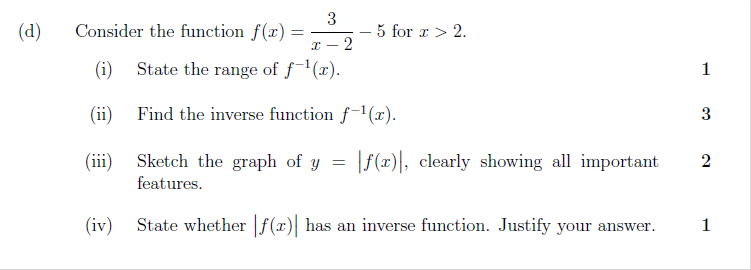 (d) Consider the function f(x) = 3/(x − 2) − 5 for x > 2.
(i) State the range of f⁻¹(x). 1
(ii) Find the inverse function f⁻¹(x). 3
(iii) Sketch the graph of y = |f(x)|, clearly showing all important 2
features.
(iv) State whether |f(x)| has an inverse function. Justify your answer. 1